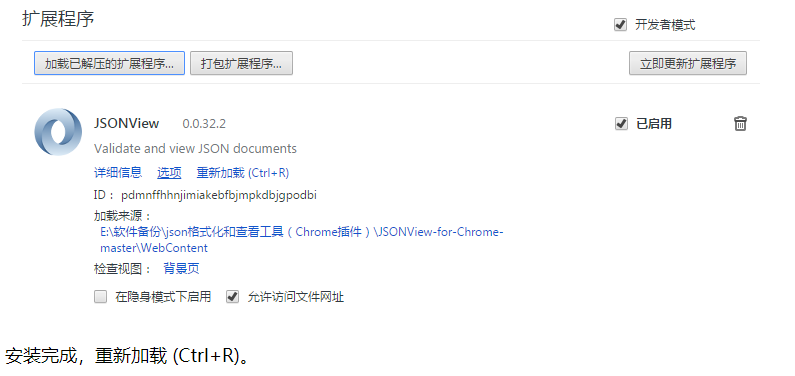 扩展程序
开发者模式
加载已解压的扩展程序...
打包扩展程序...
立即更新扩展程序
JSONView 0.0.32.2
已启用
Validate and view JSON documents
详细信息 选项 重新加载 (Ctrl+R)
ID： pdmnffhhnjimiakebfbjmpkdbjgpodbi
加载来源：
E:\软件备份\json格式化和查看工具（Chrome插件）\JSONView-for-Chrome-
master\WebContent
检查视图： 背景页
在隐身模式下启用 允许访问文件网址
安装完成，重新加载 (Ctrl+R)。